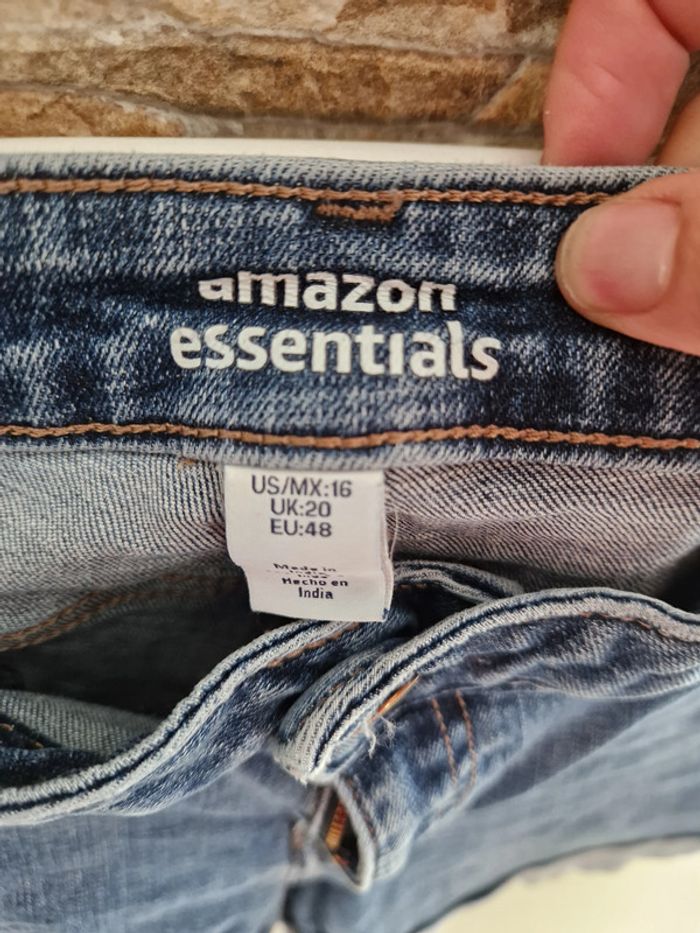 amazon
essentials
US/MX:16
UK:20
EU:48
Made in
Hecho en
India